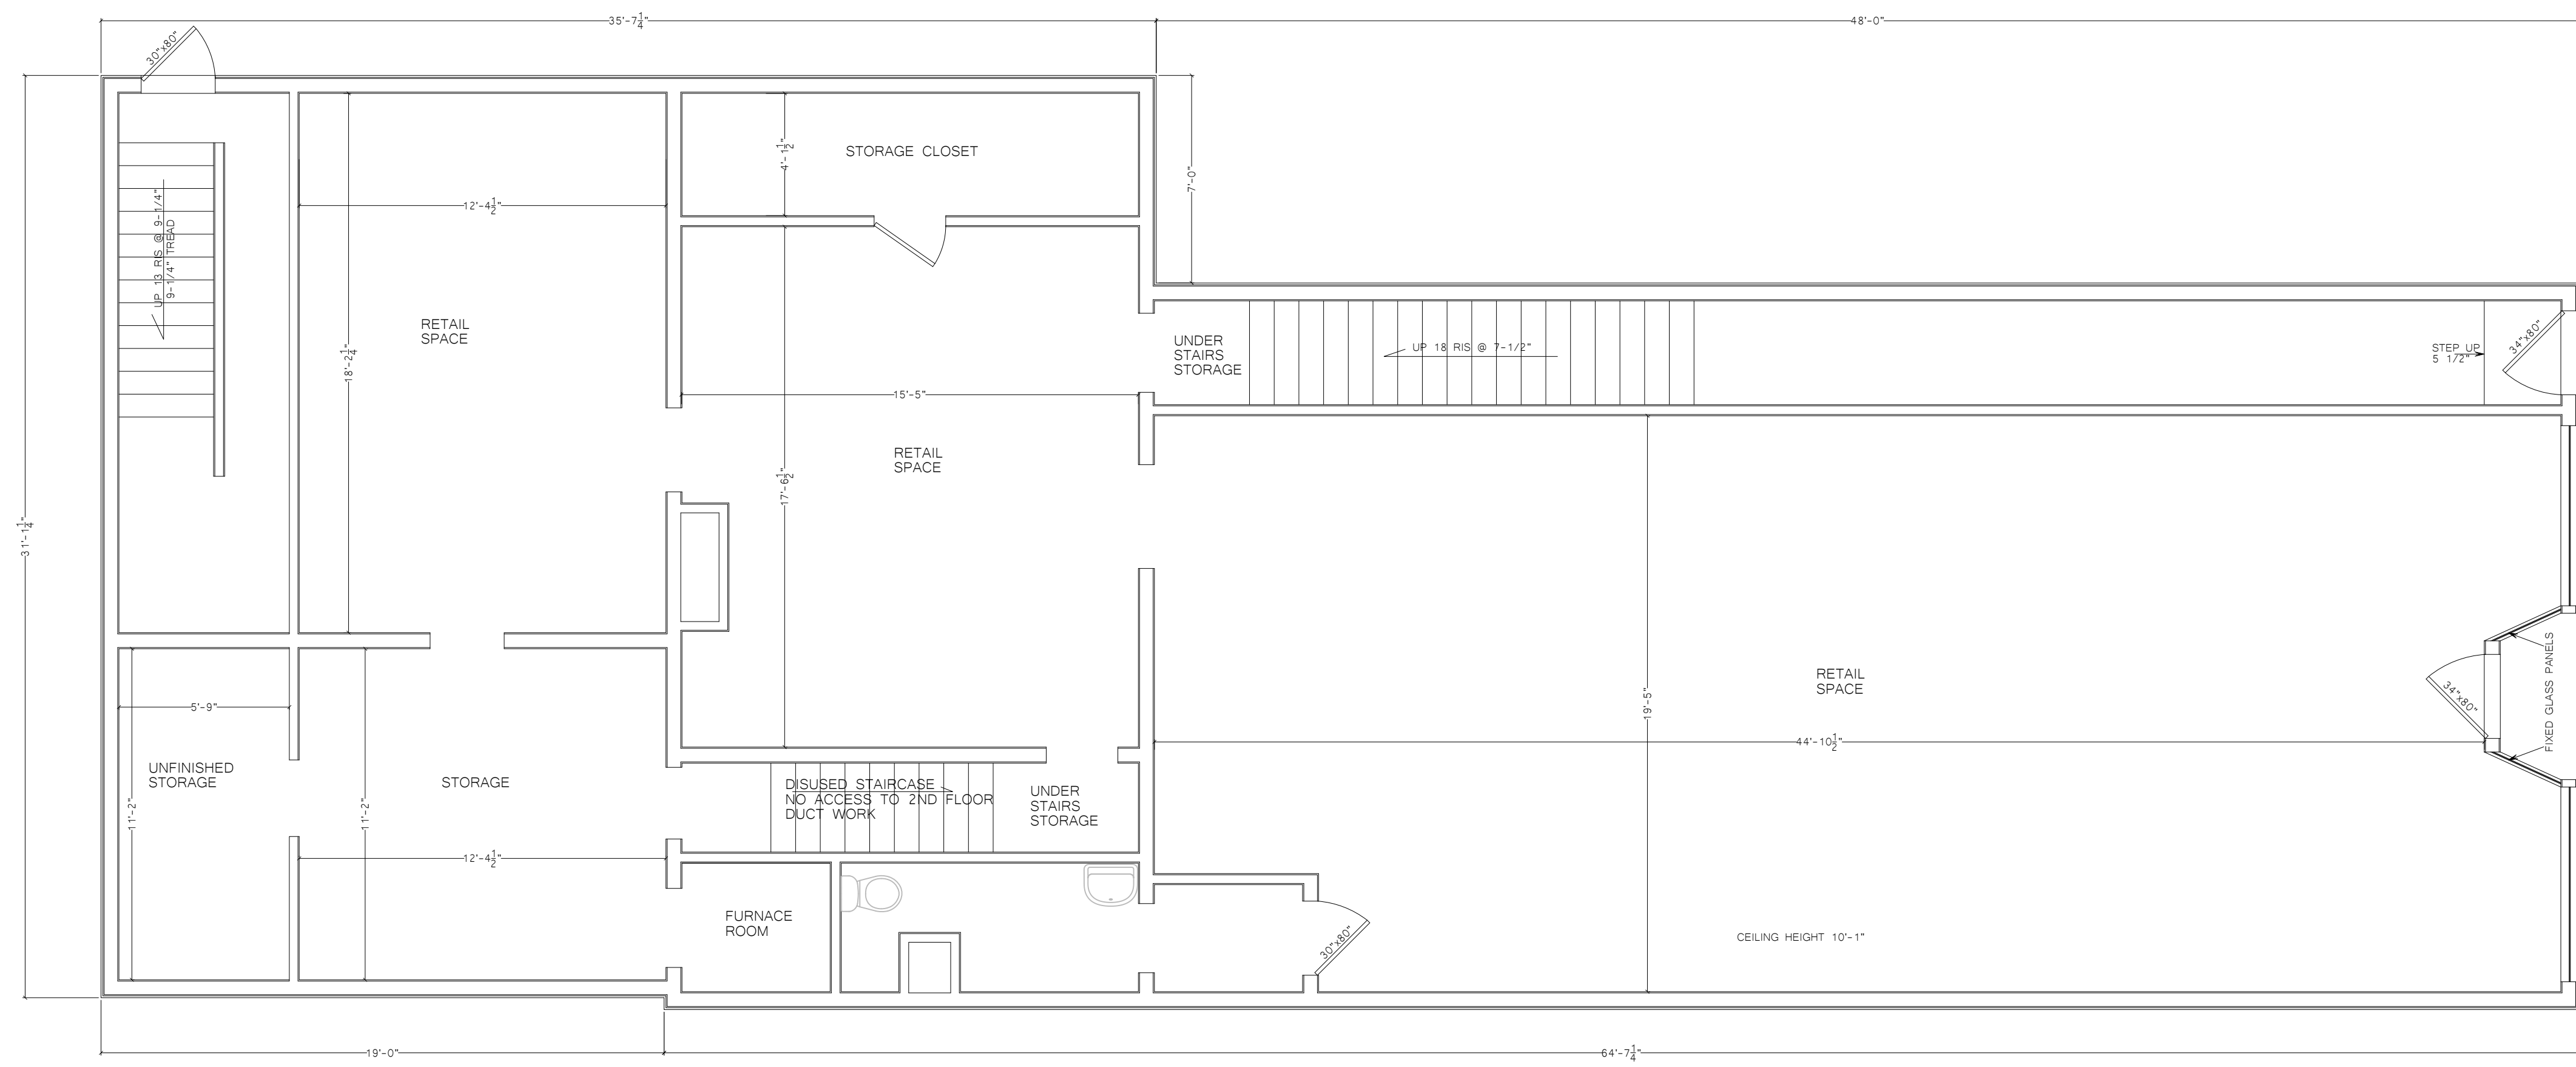 35'-7 1/4"
48'-0"
30"x80"
STORAGE CLOSET
4'-1 1/2"
7'-0"
12'-4 1/2"
UP 13 RIS @ 9-1/4"
9-1/4" TREAD
RETAIL
SPACE
18'-2 1/4"
UNDER
STAIRS
STORAGE
UP 18 RIS @ 7-1/2"
STEP UP
5 1/2"
34"x80"
15'-5"
RETAIL
SPACE
17'-6 1/2"
31'-1 1/4"
RETAIL
SPACE
19'-5"
34"x80"
FIXED GLASS PANELS
5'-9"
44'-10 1/2"
UNFINISHED
STORAGE
STORAGE
11'-2"
11'-2"
DISUSED STAIRCASE
NO ACCESS TO 2ND FLOOR
DUCT WORK
UNDER
STAIRS
STORAGE
12'-4 1/2"
FURNACE
ROOM
30"x80"
CEILING HEIGHT 10'-1"
19'-0"
64'-7 1/4"